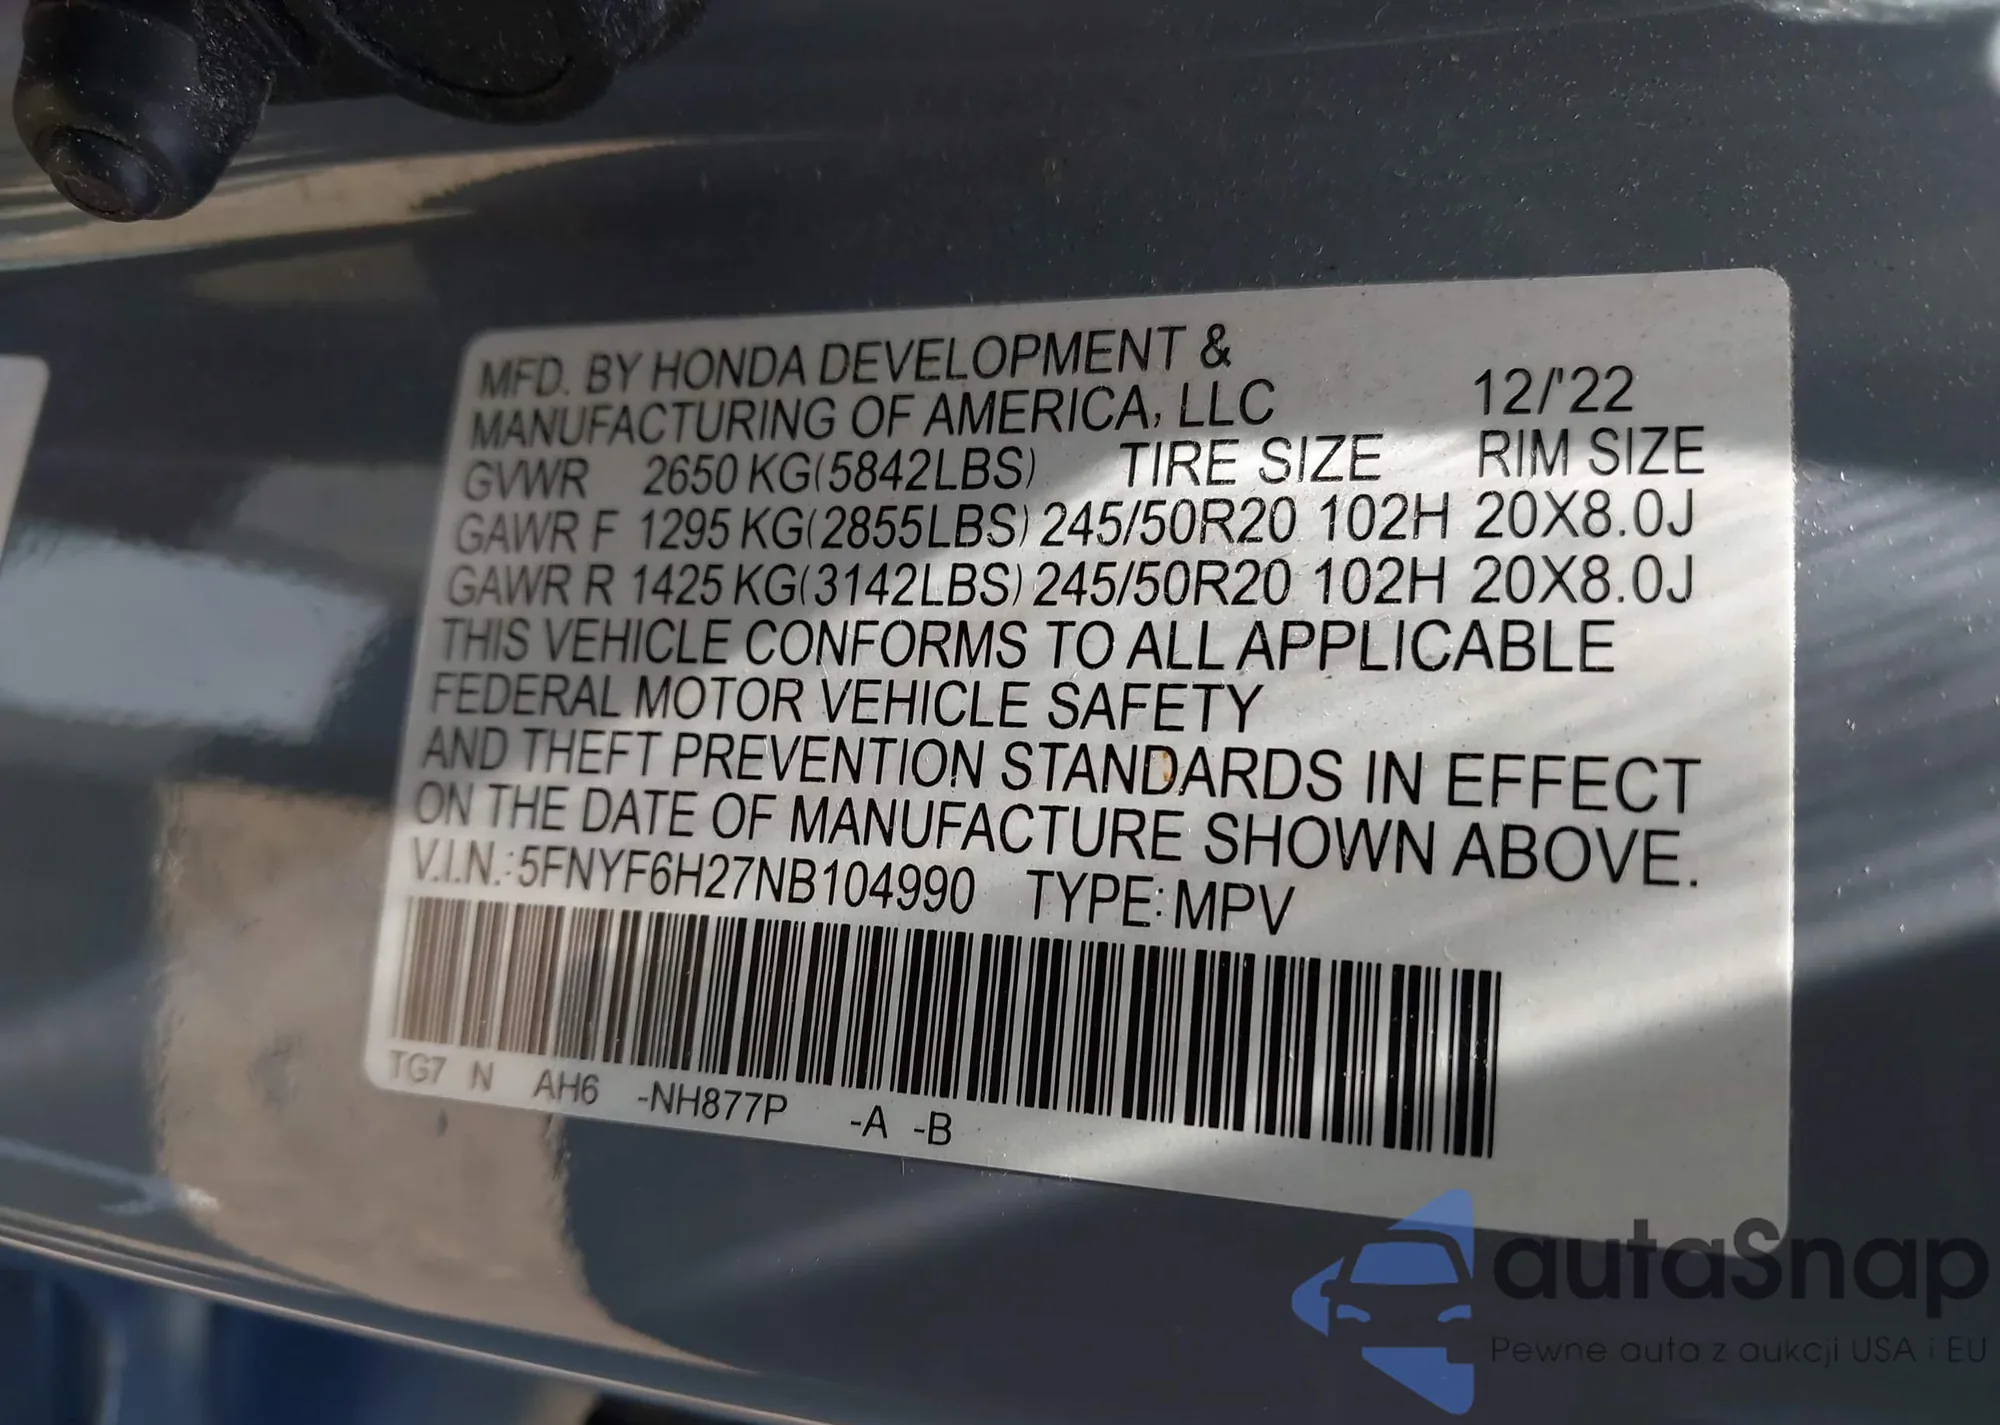 MFD. BY HONDA DEVELOPMENT &
MANUFACTURING OF AMERICA, LLC 12/'22
GVWR 2650 KG(5842LBS) TIRE SIZE RIM SIZE
GAWR F 1295 KG(2855LBS) 245/50R20 102H 20X8.0J
GAWR R 1425 KG(3142LBS) 245/50R20 102H 20X8.0J
THIS VEHICLE CONFORMS TO ALL APPLICABLE
FEDERAL MOTOR VEHICLE SAFETY
AND THEFT PREVENTION STANDARDS IN EFFECT
ON THE DATE OF MANUFACTURE SHOWN ABOVE.
V.I.N.: 5FNYF6H27NB104990 TYPE: MPV
TG7 N AH6 -NH877P -A -B
autaSnap
Pewne auta z aukcji USA i EU